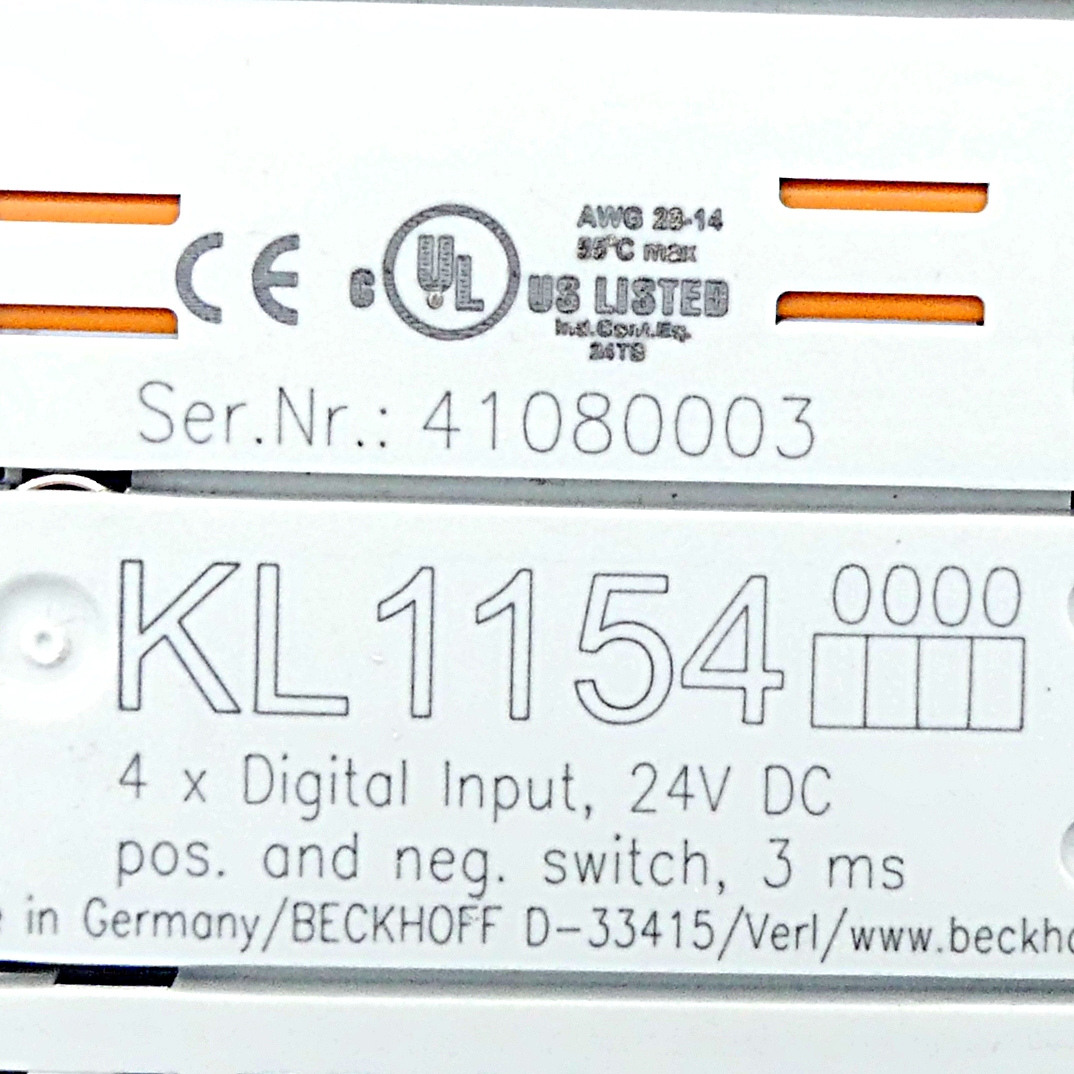 AWG 28-14
55°C max
CE C UL US LISTED
Ind.Cont.Eq.
24TB
Ser.Nr.: 41080003
KL1154 0000
4 x Digital Input, 24V DC
pos. and neg. switch, 3 ms
in Germany/BECKHOFF D-33415/Verl/www.beckho